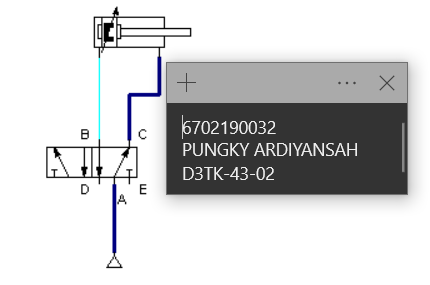 6702190032
PUNGKY ARDIYANSAH
D3TK-43-02
B C
D E
A